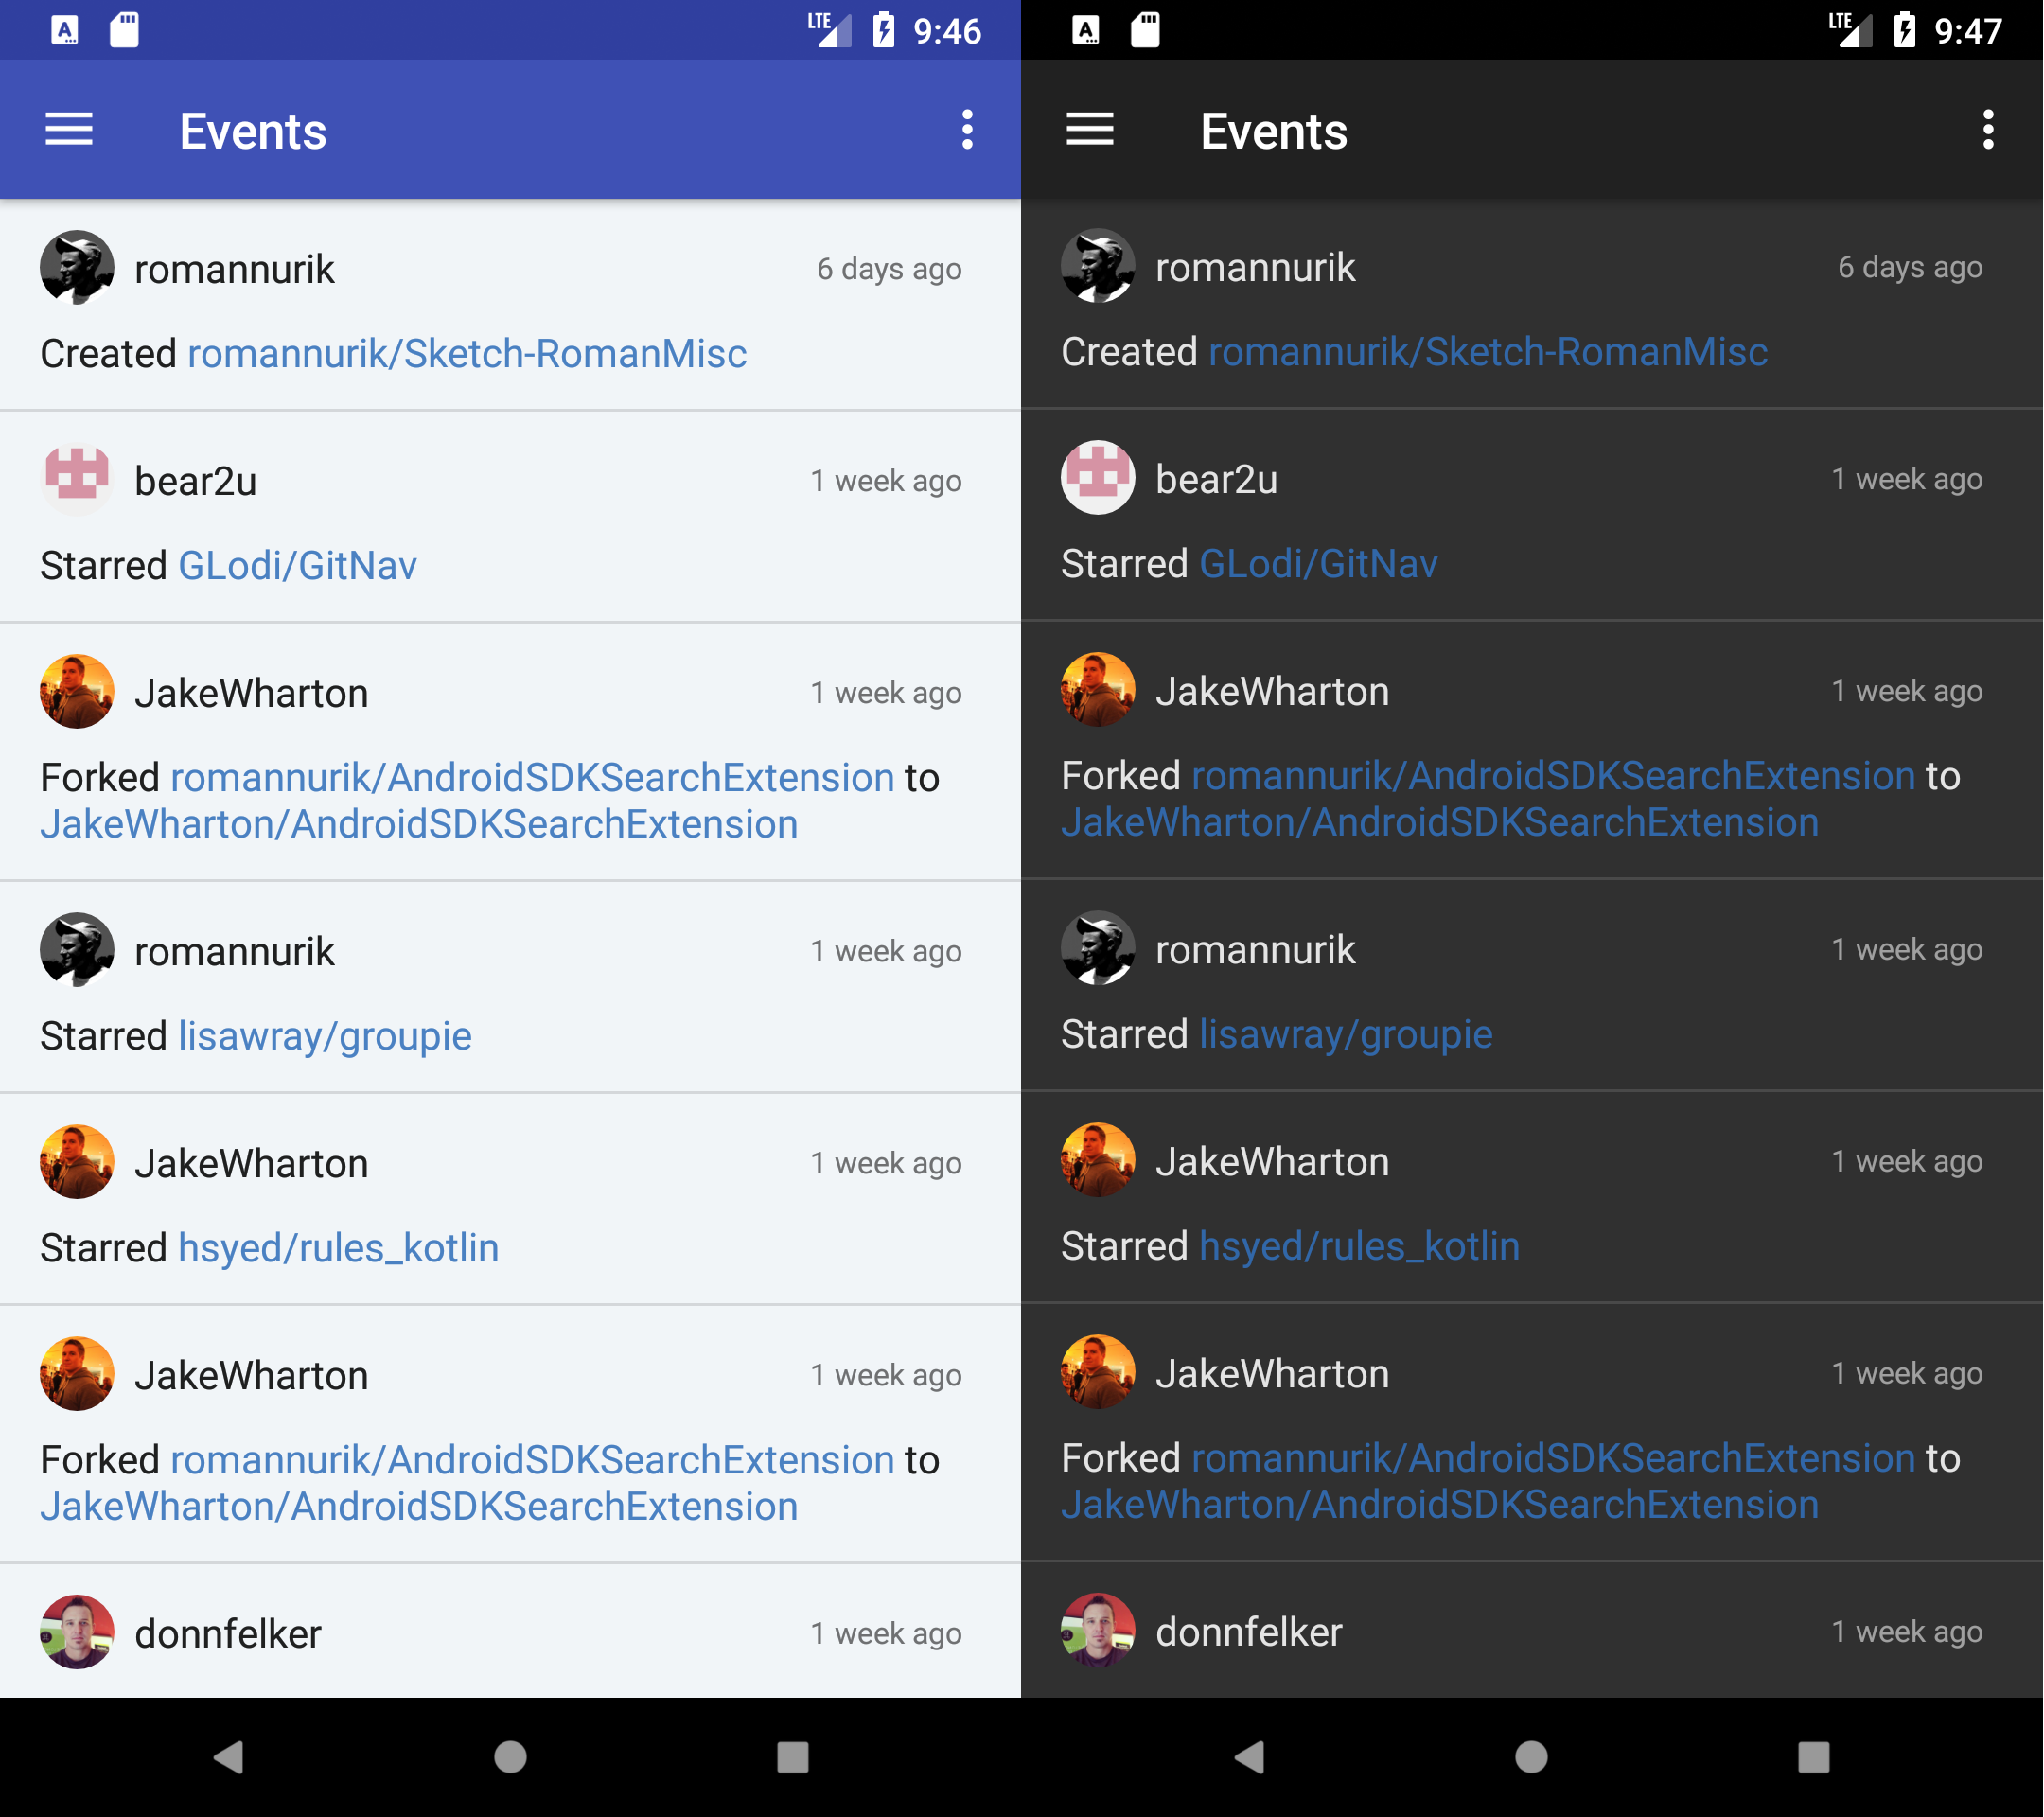 LTE 9:46
Events
romannurik 6 days ago
Created romannurik/Sketch-RomanMisc
bear2u 1 week ago
Starred GLodi/GitNav
JakeWharton 1 week ago
Forked romannurik/AndroidSDKSearchExtension to
JakeWharton/AndroidSDKSearchExtension
romannurik 1 week ago
Starred lisawray/groupie
JakeWharton 1 week ago
Starred hsyed/rules_kotlin
JakeWharton 1 week ago
Forked romannurik/AndroidSDKSearchExtension to
JakeWharton/AndroidSDKSearchExtension
donnfelker 1 week ago
LTE 9:47
Events
romannurik 6 days ago
Created romannurik/Sketch-RomanMisc
bear2u 1 week ago
Starred GLodi/GitNav
JakeWharton 1 week ago
Forked romannurik/AndroidSDKSearchExtension to
JakeWharton/AndroidSDKSearchExtension
romannurik 1 week ago
Starred lisawray/groupie
JakeWharton 1 week ago
Starred hsyed/rules_kotlin
JakeWharton 1 week ago
Forked romannurik/AndroidSDKSearchExtension to
JakeWharton/AndroidSDKSearchExtension
donnfelker 1 week ago